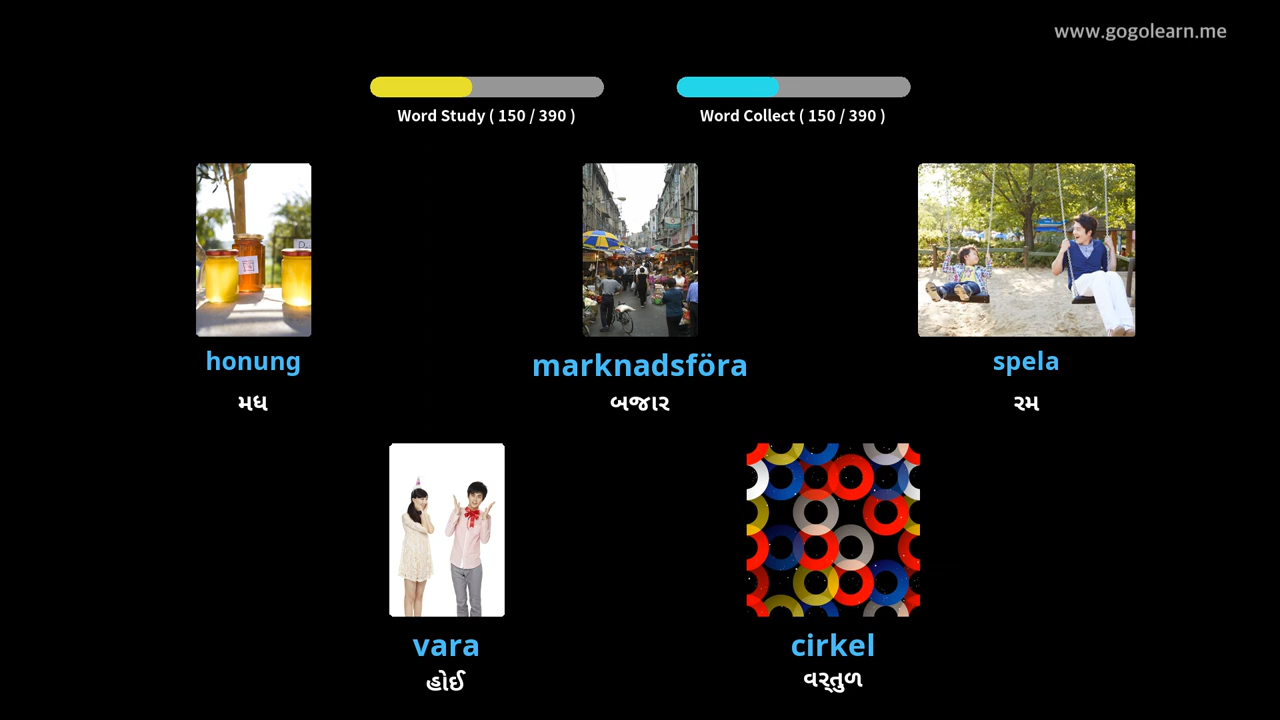 www.gogolearn.me
Word Study ( 150 / 390 )
Word Collect ( 150 / 390 )
honung
marknadsföra
spela
મધ
બજાર
રમ
vara
cirkel
હોઈ
વર્તુળ